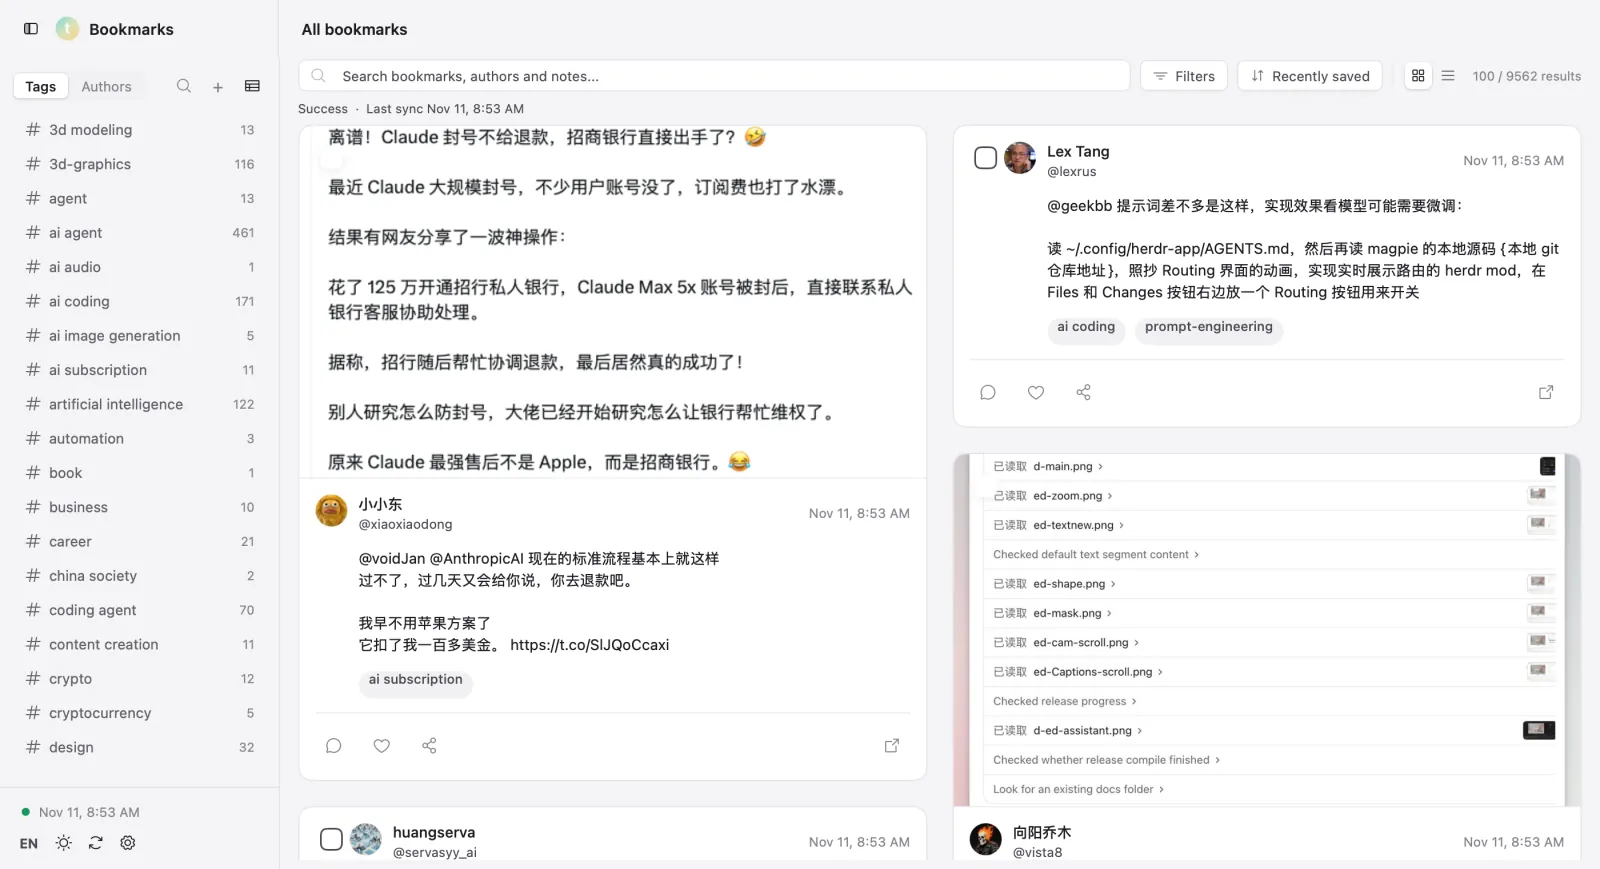 Bookmarks
Tags
Authors
3d modeling 13
3d-graphics 116
agent 13
ai agent 461
ai audio 1
ai coding 171
ai image generation 5
ai subscription 11
artificial intelligence 122
automation 3
book 1
business 10
career 21
china society 2
coding agent 70
content creation 11
crypto 12
cryptocurrency 5
design 32
Nov 11, 8:53 AM
EN
All bookmarks
Search bookmarks, authors and notes...
Filters
Recently saved
100 / 9562 results
Success · Last sync Nov 11, 8:53 AM
离谱！Claude 封号不给退款，招商银行直接出手了？🤣
最近 Claude 大规模封号，不少用户账号没了，订阅费也打了水漂。
结果有网友分享了一波神操作：
花了 125 万开通招行私人银行，Claude Max 5x 账号被封后，直接联系私人
银行客服协助处理。
据称，招行随后帮忙协调退款，最后居然真的成功了！
别人研究怎么防封号，大佬已经开始研究怎么让银行帮忙维权了。
原来 Claude 最强售后不是 Apple，而是招商银行。😂
小小东
@xiaoxiaodong
Nov 11, 8:53 AM
@voidJan @AnthropicAI 现在的标准流程基本上就这样
过不了，过几天又会给你说，你去退款吧。
我早不用苹果方案了
它扣了我一百多美金。 https://t.co/SlJQoCcaxi
ai subscription
huangserva
@servasyy_ai
Nov 11, 8:53 AM
Lex Tang
@lexrus
Nov 11, 8:53 AM
@geekbb 提示词差不多是这样，实现效果看模型可能需要微调：
读 ~/.config/herdr-app/AGENTS.md，然后再读 magpie 的本地源码 {本地 git
仓库地址}，照抄 Routing 界面的动画，实现实时展示路由的 herdr mod，在
Files 和 Changes 按钮右边放一个 Routing 按钮用来开关
ai coding
prompt-engineering
已读取 d-main.png ›
已读取 ed-zoom.png ›
已读取 ed-textnew.png ›
Checked default text segment content ›
已读取 ed-shape.png ›
已读取 ed-mask.png ›
已读取 ed-cam-scroll.png ›
已读取 ed-Captions-scroll.png ›
Checked release progress ›
已读取 d-ed-assistant.png ›
Checked whether release compile finished ›
Look for an existing docs folder ›
向阳乔木
@vista8
Nov 11, 8:53 AM